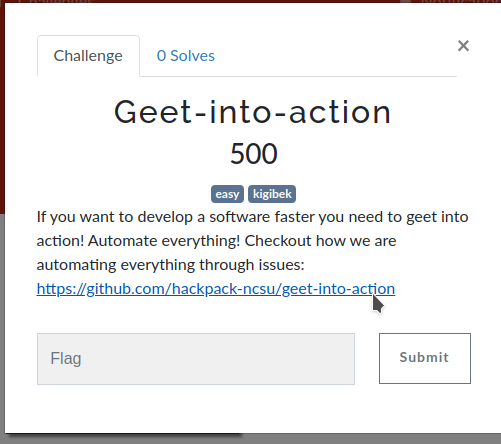 Challenge
0 Solves
×
Geet-into-action
500
easy kigibek
If you want to develop a software faster you need to geet into
action! Automate everything! Checkout how we are
automating everything through issues:
https://github.com/hackpack-ncsu/geet-into-action
Flag
Submit